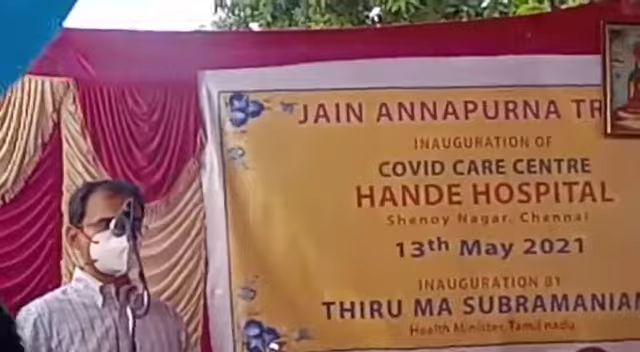 JAIN ANNAPURNA TR
INAUGURATION OF
COVID CARE CENTRE
HANDE HOSPITAL
Shenoy Nagar, Chennai
13th May 2021
INAUGURATION BY
THIRU MA SUBRAMANIAN
Health Minister, Tamil nadu